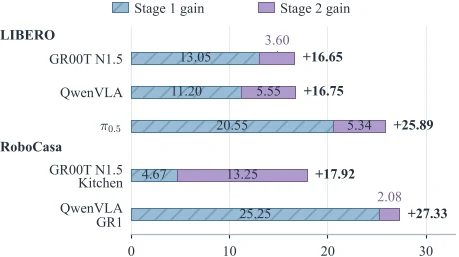 Stage 1 gain Stage 2 gain
LIBERO
3.60
GR00T N1.5 13.05 +16.65
QwenVLA 11.20 5.55 +16.75
π0.5 20.55 5.34 +25.89
RoboCasa
GR00T N1.5
Kitchen 4.67 13.25 +17.92
2.08
QwenVLA
GR1 25.25 +27.33
0 10 20 30